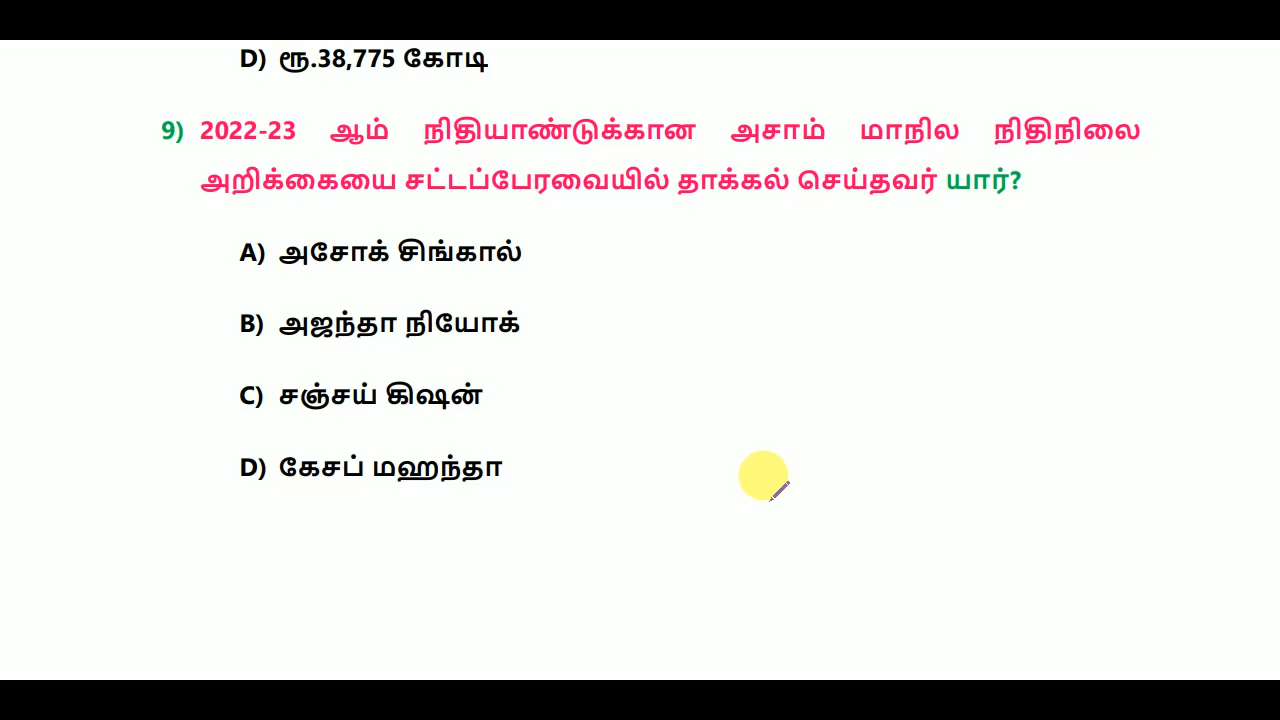 D) ரூ.38,775 கோடி
9) 2022-23 ஆம் நிதியாண்டுக்கான அசாம் மாநில நிதிநிலை
அறிக்கையை சட்டப்பேரவையில் தாக்கல் செய்தவர் யார்?
A) அசோக் சிங்கால்
B) அஜந்தா நியோக்
C) சஞ்சய் கிஷன்
D) கேசப் மஹந்தா